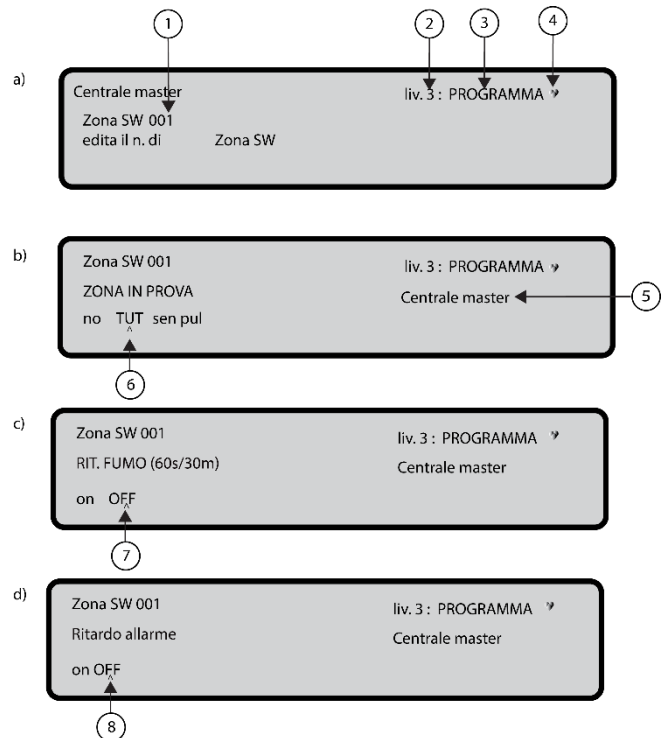 1 2 3 4
a)
Centrale master liv. 3 : PROGRAMMA
Zona SW 001
edita il n. di Zona SW
b)
Zona SW 001 liv. 3 : PROGRAMMA
ZONA IN PROVA Centrale master 5
no TUT sen pul
^
6
c)
Zona SW 001 liv. 3 : PROGRAMMA
RIT. FUMO (60s/30m) Centrale master
on OFF
^
7
d)
Zona SW 001 liv. 3 : PROGRAMMA
Ritardo allarme Centrale master
on OFF
^
8